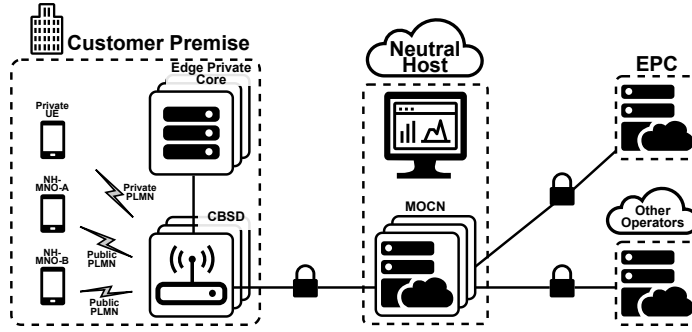 Customer Premise
Edge Private
Core
Private
UE
NH-
MNO-A
NH-
MNO-B
Private
PLMN
Public
PLMN
Public
PLMN
CBSD
Neutral
Host
MOCN
EPC
Other
Operators